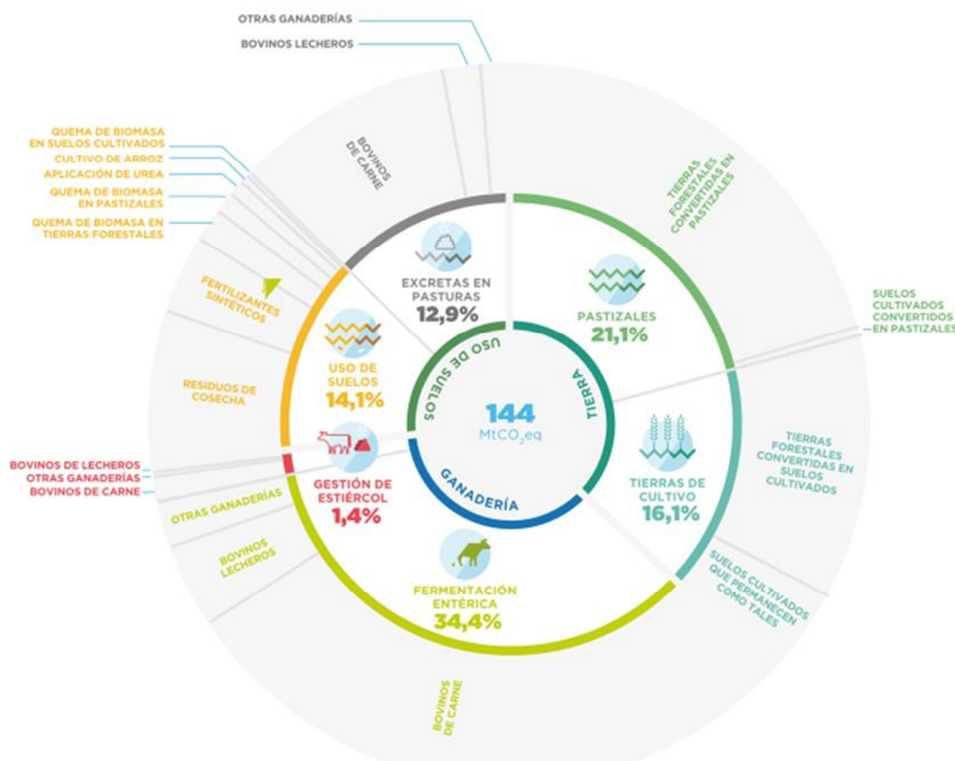 OTRAS GANADERÍAS
BOVINOS LECHEROS
QUEMA DE BIOMASA
EN SUELOS CULTIVADOS
CULTIVO DE ARROZ
APLICACIÓN DE UREA
QUEMA DE BIOMASA
EN PASTIZALES
QUEMA DE BIOMASA EN
TIERRAS FORESTALES
FERTILIZANTES
SINTÉTICOS
RESIDUOS DE
COSECHA
BOVINOS DE LECHEROS
OTRAS GANADERÍAS
BOVINOS DE CARNE
OTRAS GANADERÍAS
BOVINOS
LECHEROS
BOVINOS
DE CARNE
BOVINOS
DE CARNE
TIERRAS
FORESTALES
CONVERTIDAS EN
PASTIZALES
SUELOS
CULTIVADOS
CONVERTIDOS
EN PASTIZALES
TIERRAS
FORESTALES
CONVERTIDAS EN
SUELOS
CULTIVADOS
SUELOS CULTIVADOS
QUE PERMANECEN
COMO TALES
EXCRETAS EN
PASTURAS
12,9%
PASTIZALES
21,1%
USO DE
SUELOS
14,1%
GESTIÓN DE
ESTIÉRCOL
1,4%
TIERRAS DE
CULTIVO
16,1%
FERMENTACIÓN
ENTÉRICA
34,4%
USO DE SUELOS
TIERRA
GANADERÍA
144
MtCO₂eq